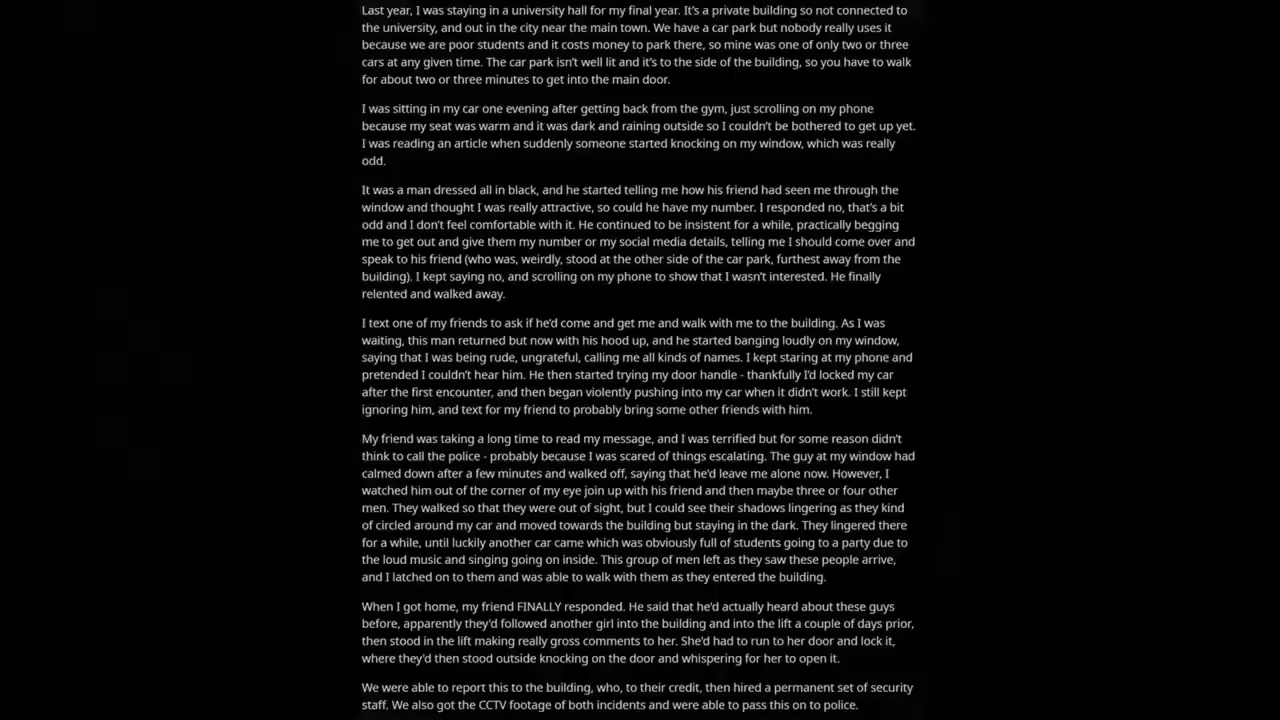 Last year, I was staying in a university hall for my final year. It's a private building so not connected to
the university, and out in the city near the main town. We have a car park but nobody really uses it
because we are poor students and it costs money to park there, so mine was one of only two or three
cars at any given time. The car park isn't well lit and it's to the side of the building, so you have to walk
for about two or three minutes to get into the main door.
I was sitting in my car one evening after getting back from the gym, just scrolling on my phone
because my seat was warm and it was dark and raining outside so I couldn't be bothered to get up yet.
I was reading an article when suddenly someone started knocking on my window, which was really
odd.
It was a man dressed all in black, and he started telling me how his friend had seen me through the
window and thought I was really attractive, so could he have my number. I responded no, that's a bit
odd and I don't feel comfortable with it. He continued to be insistent for a while, practically begging
me to get out and give them my number or my social media details, telling me I should come over and
speak to his friend (who was, weirdly, stood at the other side of the car park, furthest away from the
building). I kept saying no, and scrolling on my phone to show that I wasn't interested. He finally
relented and walked away.
I text one of my friends to ask if he'd come and get me and walk with me to the building. As I was
waiting, this man returned but now with his hood up, and he started banging loudly on my window,
saying that I was being rude, ungrateful, calling me all kinds of names. I kept staring at my phone and
pretended I couldn't hear him. He then started trying my door handle - thankfully I'd locked my car
after the first encounter, and then began violently pushing into my car when it didn't work. I still kept
ignoring him, and text for my friend to probably bring some other friends with him.
My friend was taking a long time to read my message, and I was terrified but for some reason didn't
think to call the police - probably because I was scared of things escalating. The guy at my window had
calmed down after a few minutes and walked off, saying that he'd leave me alone now. However, I
watched him out of the corner of my eye join up with his friend and then maybe three or four other
men. They walked so that they were out of sight, but I could see their shadows lingering as they kind
of circled around my car and moved towards the building but staying in the dark. They lingered there
for a while, until luckily another car came which was obviously full of students going to a party due to
the loud music and singing going on inside. This group of men left as they saw these people arrive,
and I latched on to them and was able to walk with them as they entered the building.
When I got home, my friend FINALLY responded. He said that he'd actually heard about these guys
before, apparently they'd followed another girl into the building and into the lift a couple of days prior,
then stood in the lift making really gross comments to her. She'd had to run to her door and lock it,
where they'd then stood outside knocking on the door and whispering for her to open it.
We were able to report this to the building, who, to their credit, then hired a permanent set of security
staff. We also got the CCTV footage of both incidents and were able to pass this on to police.